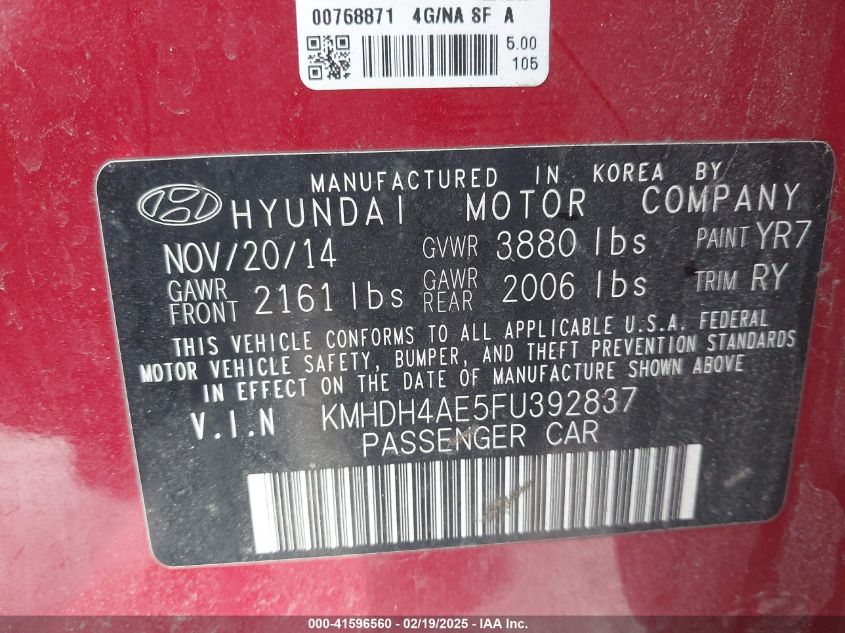 00768871 4G/NA SF A
5.00
105
MANUFACTURED IN KOREA BY
HYUNDAI MOTOR COMPANY
NOV/20/14 GVWR 3880 lbs PAINT YR7
GAWR FRONT 2161 lbs GAWR REAR 2006 lbs TRIM RY
THIS VEHICLE CONFORMS TO ALL APPLICABLE U.S.A. FEDERAL
MOTOR VEHICLE SAFETY, BUMPER, AND THEFT PREVENTION STANDARDS
IN EFFECT ON THE DATE OF MANUFACTURE SHOWN ABOVE
V.I.N KMHDH4AE5FU392837
PASSENGER CAR
000-41596560 - 02/19/2025 - IAA Inc.